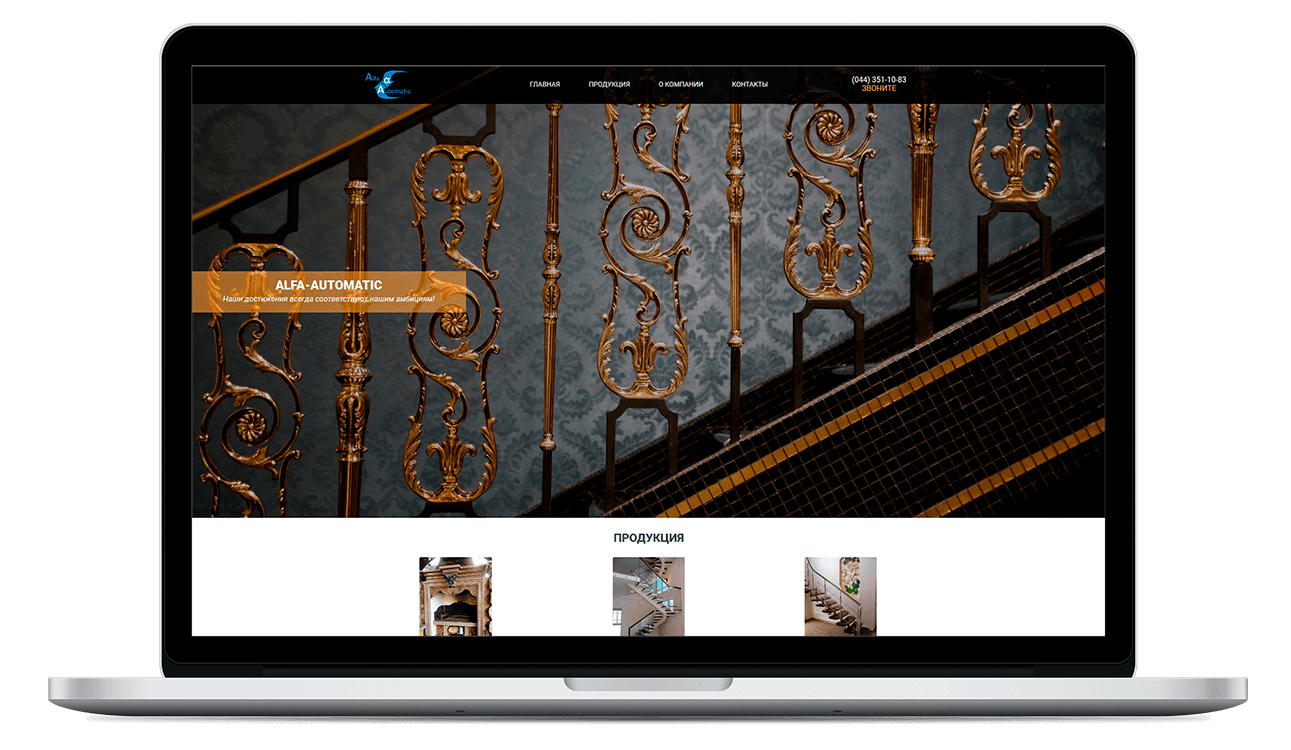 Alfa
α
Automatic
ГЛАВНАЯ
ПРОДУКЦИЯ
О КОМПАНИИ
КОНТАКТЫ
(044) 351-10-83
ЗВОНИТЕ
ALFA-AUTOMATIC
Наши достижения всегда соответствуют нашим амбициям!
ПРОДУКЦИЯ